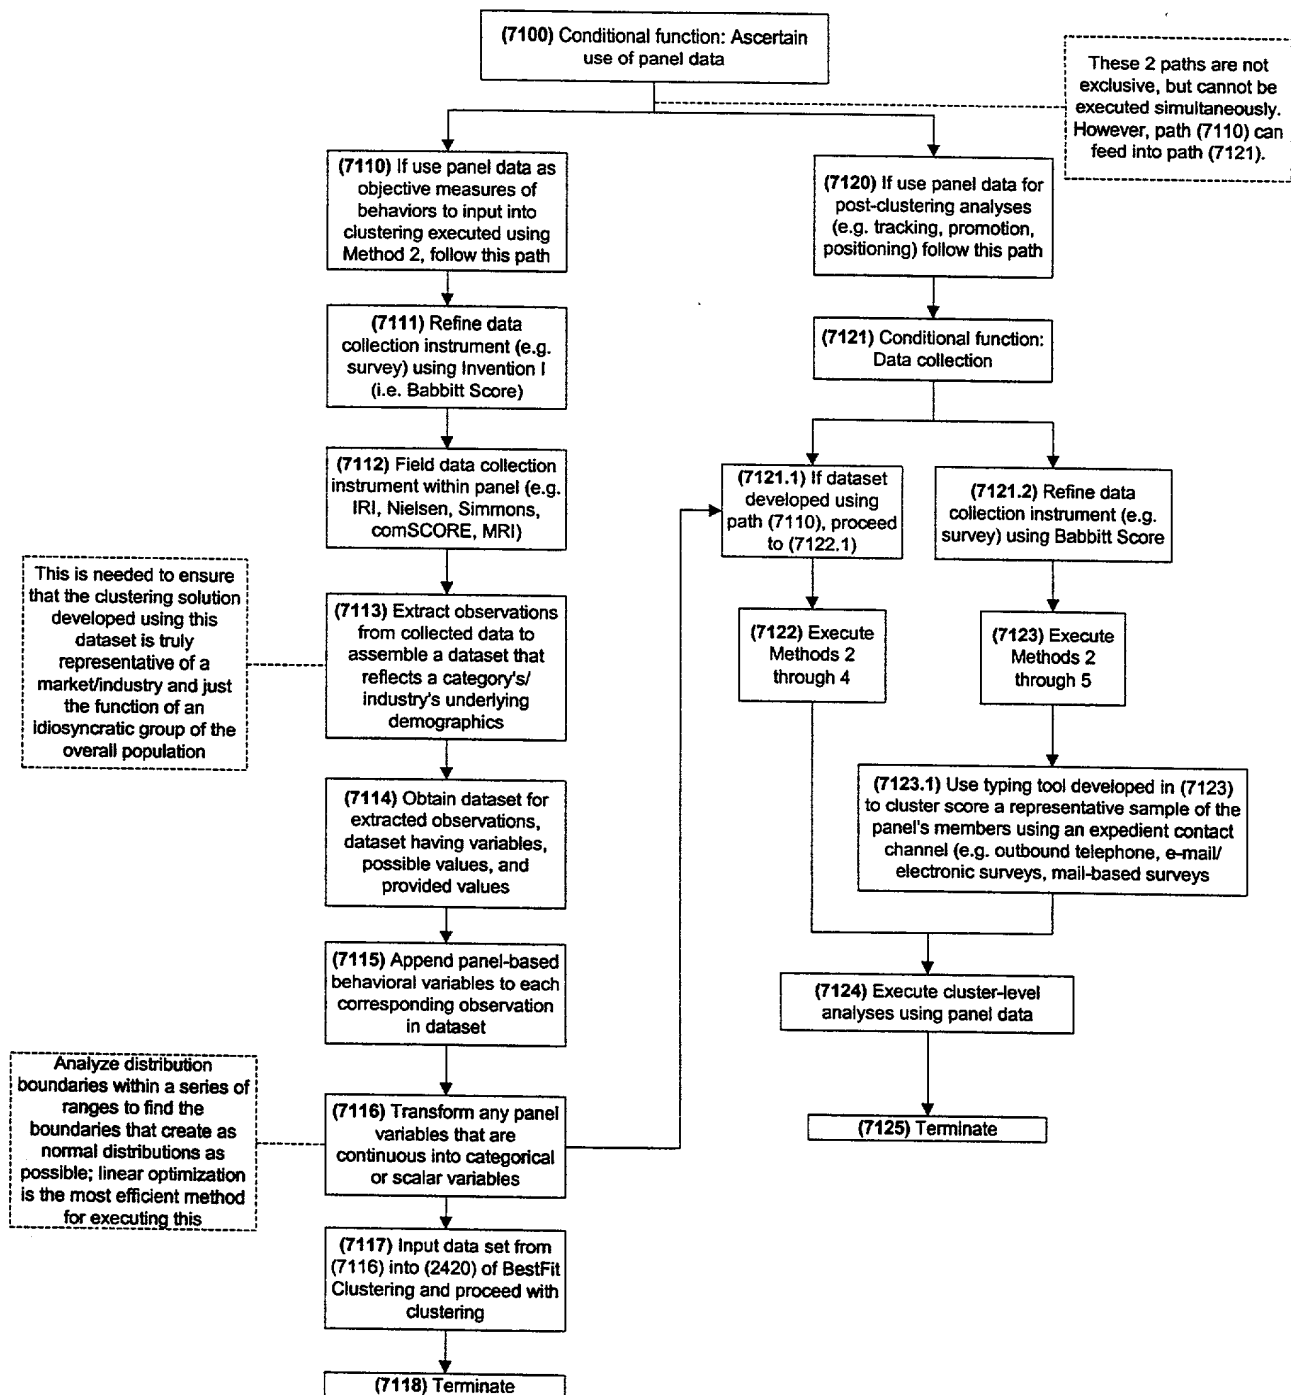 (7100) Conditional function: Ascertain
use of panel data
These 2 paths are not
exclusive, but cannot be
executed simultaneously.
However, path (7110) can
feed into path (7121).
(7110) If use panel data as
objective measures of
behaviors to input into
clustering executed using
Method 2, follow this path
(7120) If use panel data for
post-clustering analyses
(e.g. tracking, promotion,
positioning) follow this path
(7111) Refine data
collection instrument (e.g.
survey) using Invention I
(i.e. Babbitt Score)
(7121) Conditional function:
Data collection
(7112) Field data collection
instrument within panel (e.g.
IRI, Nielsen, Simmons,
comSCORE, MRI)
(7121.1) If dataset
developed using
path (7110), proceed
to (7122.1)
(7121.2) Refine data
collection instrument (e.g.
survey) using Babbitt Score
This is needed to ensure
that the clustering solution
developed using this
dataset is truly
representative of a
market/industry and just
the function of an
idiosyncratic group of the
overall population
(7113) Extract observations
from collected data to
assemble a dataset that
reflects a category's/
industry's underlying
demographics
(7122) Execute
Methods 2
through 4
(7123) Execute
Methods 2
through 5
(7114) Obtain dataset for
extracted observations,
dataset having variables,
possible values, and
provided values
(7123.1) Use typing tool developed in (7123)
to cluster score a representative sample of the
panel's members using an expedient contact
channel (e.g. outbound telephone, e-mail/
electronic surveys, mail-based surveys
(7115) Append panel-based
behavioral variables to each
corresponding observation
in dataset
(7124) Execute cluster-level
analyses using panel data
Analyze distribution
boundaries within a series of
ranges to find the
boundaries that create as
normal distributions as
possible; linear optimization
is the most efficient method
for executing this
(7116) Transform any panel
variables that are
continuous into categorical
or scalar variables
(7125) Terminate
(7117) Input data set from
(7116) into (2420) of BestFit
Clustering and proceed with
clustering
(7118) Terminate